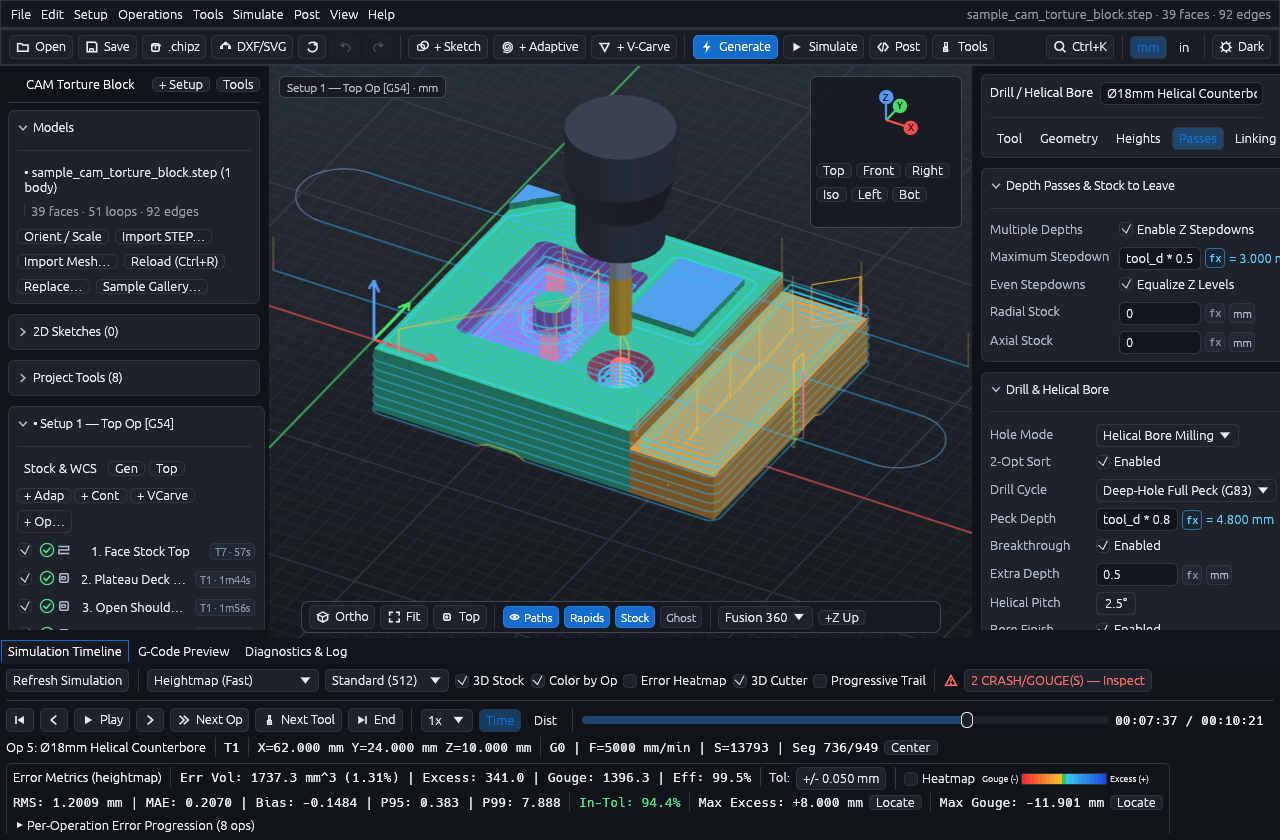 File Edit Setup Operations Tools Simulate Post View Help
sample_cam_torture_block.step · 39 faces · 92 edges
Open Save .chipz DXF/SVG + Sketch + Adaptive + V-Carve Generate Simulate Post Tools Ctrl+K mm in Dark
CAM Torture Block + Setup Tools
Models
• sample_cam_torture_block.step (1
body)
39 faces · 51 loops · 92 edges
Orient / Scale Import STEP…
Import Mesh… Reload (Ctrl+R)
Replace… Sample Gallery…
2D Sketches (0)
Project Tools (8)
• Setup 1 — Top Op [G54]
Stock & WCS Gen Top
+ Adap + Cont + VCarve
+ Op…
1. Face Stock Top T7 · 57s
2. Plateau Deck … T1 · 1m44s
3. Open Should… T1 · 1m56s
Setup 1 — Top Op [G54] · mm
Z Y X
Top Front Right
Iso Left Bot
Ortho Fit Top Paths Rapids Stock Ghost Fusion 360 +Z Up
Drill / Helical Bore Ø18mm Helical Counterbo
Tool Geometry Heights Passes Linking
Depth Passes & Stock to Leave
Multiple Depths Enable Z Stepdowns
Maximum Stepdown tool_d * 0.5 fx = 3.000 m
Even Stepdowns Equalize Z Levels
Radial Stock 0 fx mm
Axial Stock 0 fx mm
Drill & Helical Bore
Hole Mode Helical Bore Milling
2-Opt Sort Enabled
Drill Cycle Deep-Hole Full Peck (G83)
Peck Depth tool_d * 0.8 fx = 4.800 mm
Breakthrough Enabled
Extra Depth 0.5 fx mm
Helical Pitch 2.5°
Bore Finish Enabled
Simulation Timeline G-Code Preview Diagnostics & Log
Refresh Simulation Heightmap (Fast) Standard (512) 3D Stock Color by Op Error Heatmap 3D Cutter Progressive Trail 2 CRASH/GOUGE(S) — Inspect
Play Next Op Next Tool End 1x Time Dist 00:07:37 / 00:10:21
Op 5: Ø18mm Helical Counterbore T1 X=62.000 mm Y=24.000 mm Z=10.000 mm G0 | F=5000 mm/min | S=13793 | Seg 736/949 Center
Error Metrics (heightmap) Err Vol: 1737.3 mm^3 (1.31%) | Excess: 341.0 | Gouge: 1396.3 | Eff: 99.5% Tol: +/- 0.050 mm Heatmap Gouge (-) Excess (+)
RMS: 1.2009 mm | MAE: 0.2070 | Bias: -0.1484 | P95: 0.383 | P99: 7.888 In-Tol: 94.4% Max Excess: +8.000 mm Locate Max Gouge: -11.901 mm Locate
Per-Operation Error Progression (8 ops)